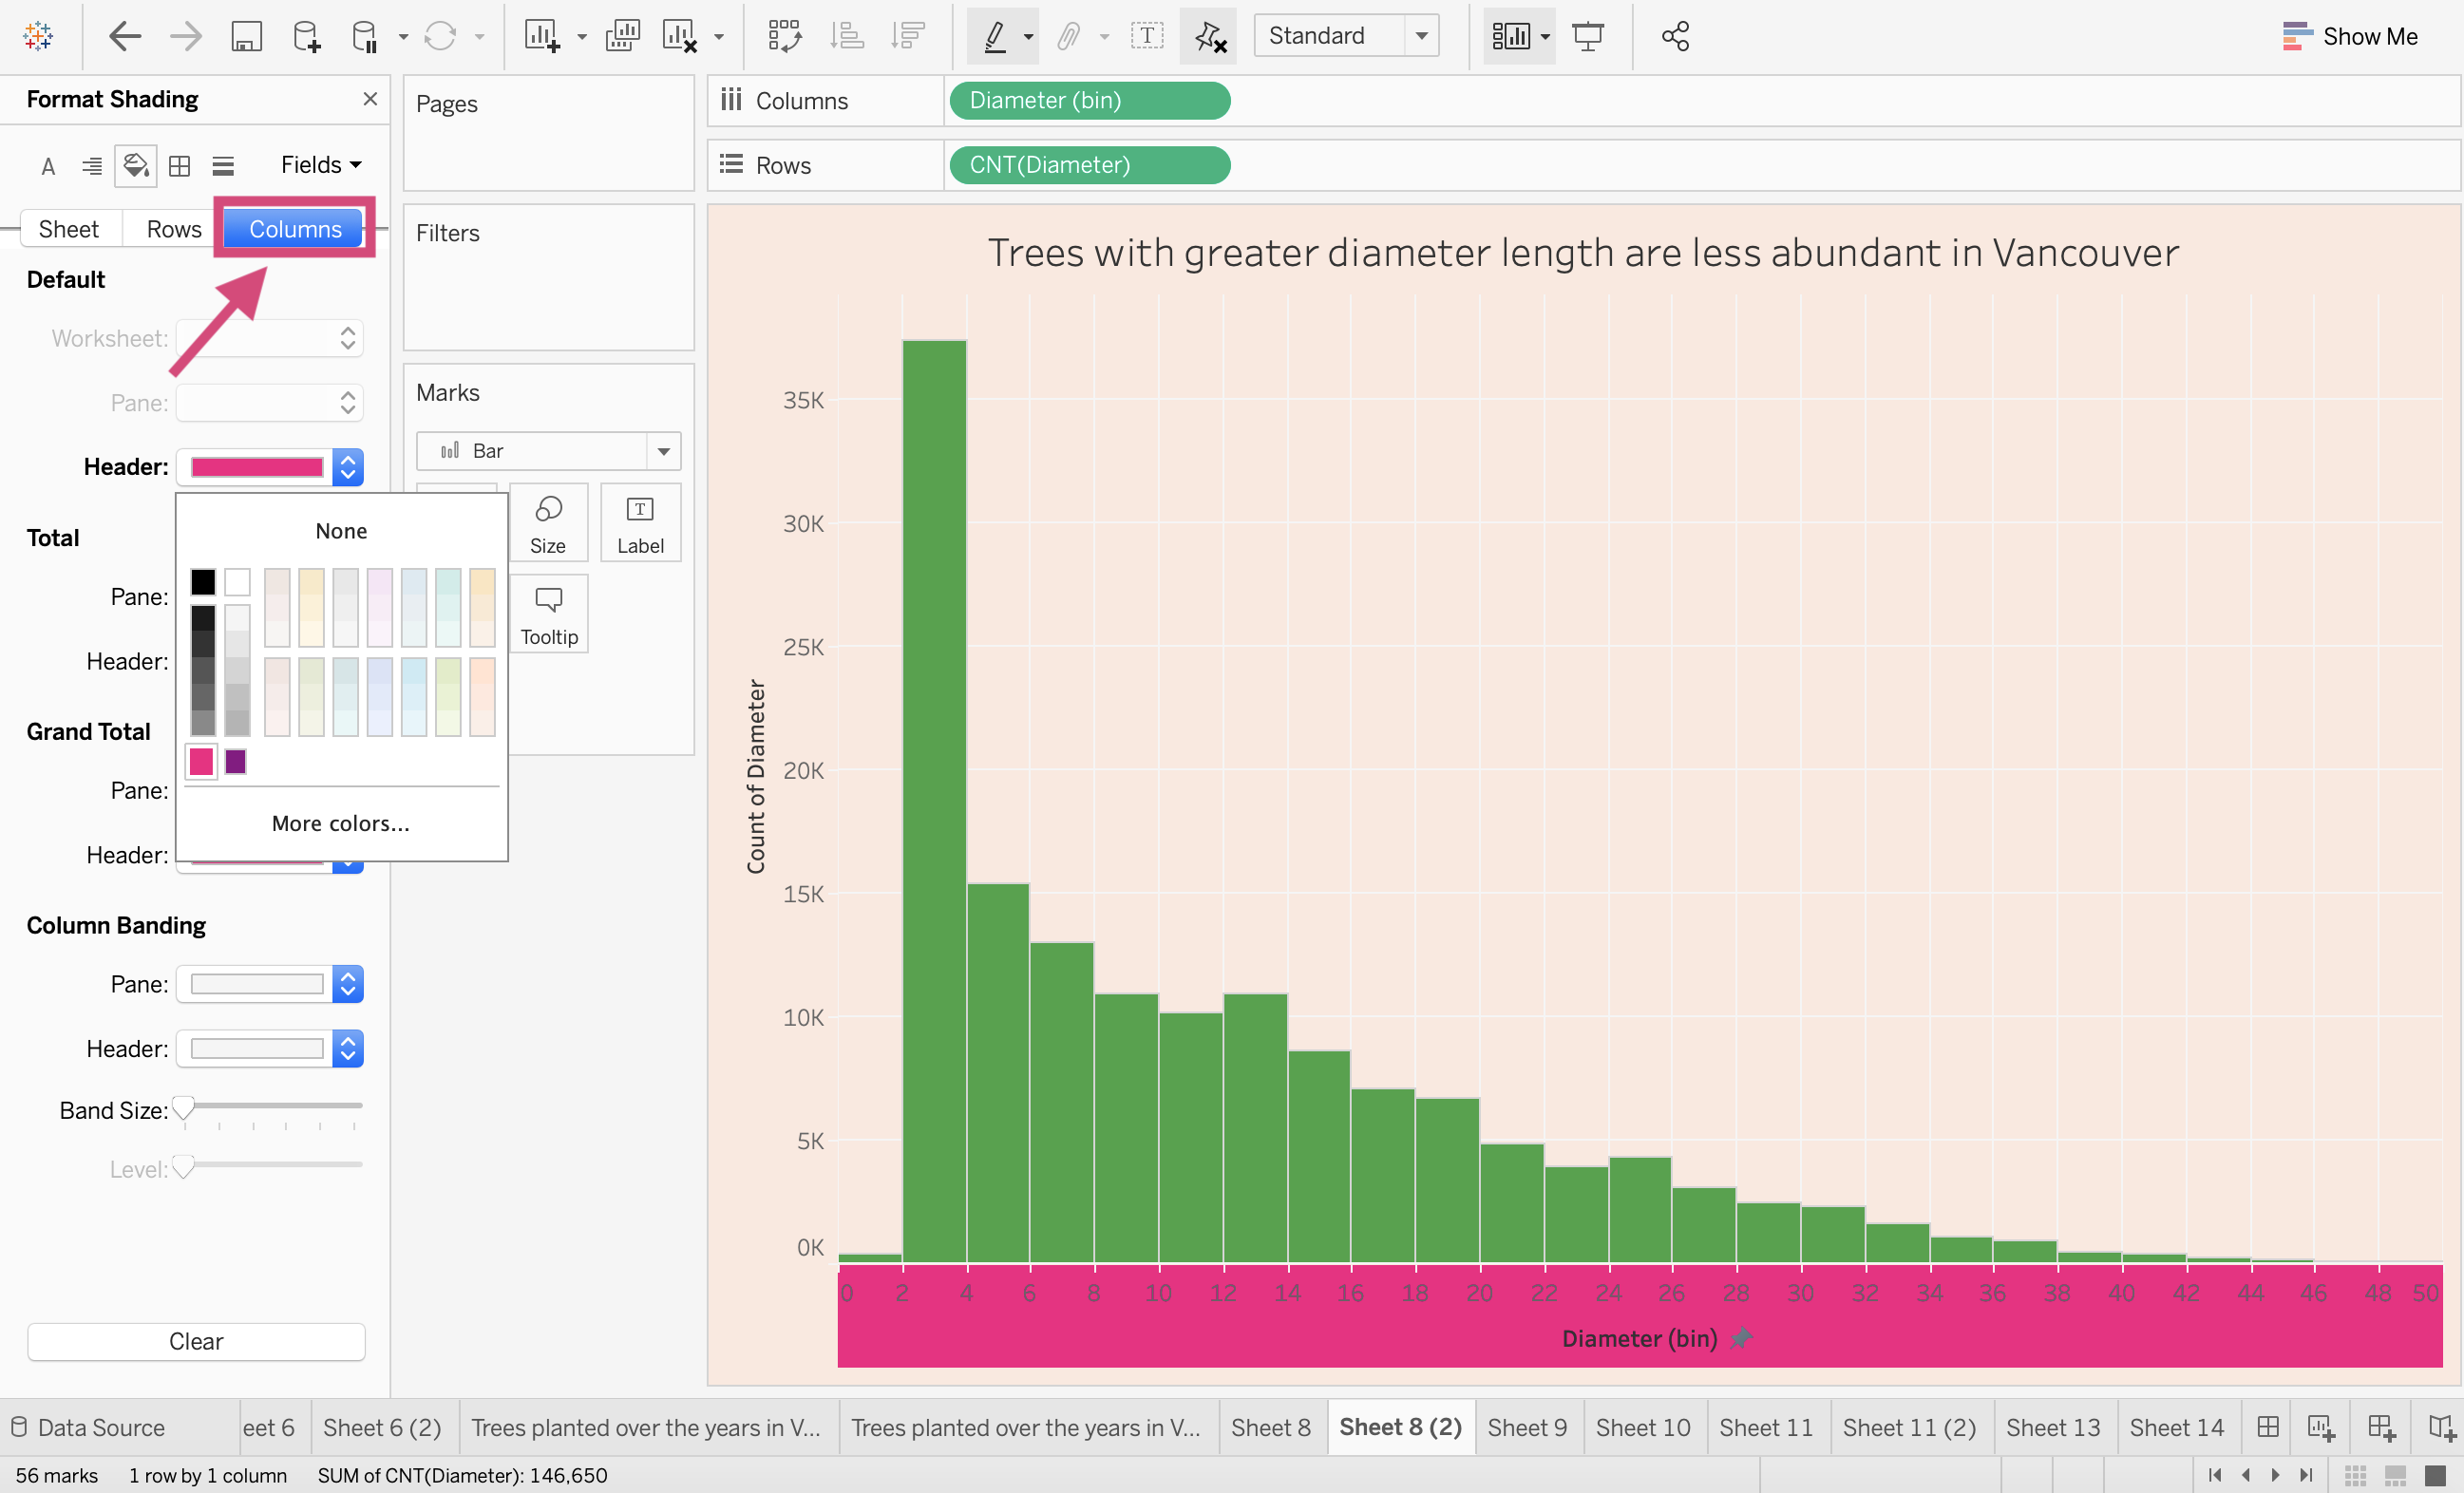 Standard
Show Me
Format Shading
Fields
Sheet Rows Columns
Default
Worksheet:
Pane:
Header:
None
Total
Pane:
Header:
Grand Total
Pane:
More colors...
Header:
Column Banding
Pane:
Header:
Band Size:
Level:
Clear
Pages
Filters
Marks
Bar
Size
Label
Tooltip
Columns
Diameter (bin)
Rows
CNT(Diameter)
Trees with greater diameter length are less abundant in Vancouver
Count of Diameter
35K
30K
25K
20K
15K
10K
5K
0K
0 2 4 6 8 10 12 14 16 18 20 22 24 26 28 30 32 34 36 38 40 42 44 46 48 50
Diameter (bin)
Data Source eet 6 Sheet 6 (2) Trees planted over the years in V... Trees planted over the years in V... Sheet 8 Sheet 8 (2) Sheet 9 Sheet 10 Sheet 11 Sheet 11 (2) Sheet 13 Sheet 14
56 marks 1 row by 1 column SUM of CNT(Diameter): 146,650